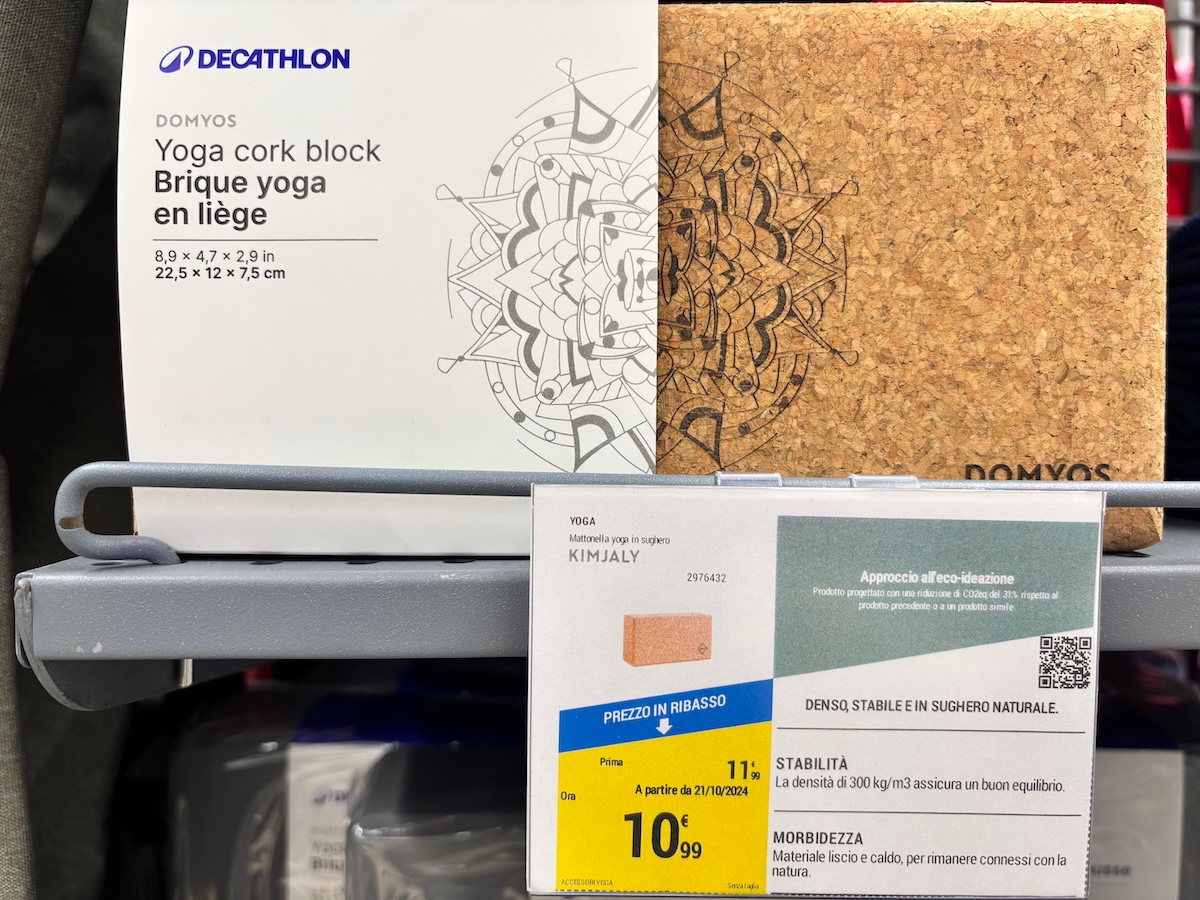 DECATHLON
DOMYOS
Yoga cork block
Brique yoga
en liège
8,9 × 4,7 × 2,9 in
22,5 × 12 × 7,5 cm
DOMYOS
YOGA
Mattonella yoga in sughero
KIMJALY
2976432
PREZZO IN RIBASSO
Prima
11€99
A partire da 21/10/2024
Ora
10€99
ACCESSORI YOGA
Senza taglia
Approccio all'eco-ideazione
Prodotto progettato con una riduzione di CO2eq del 31% rispetto al
prodotto precedente o a un prodotto simile
DENSO, STABILE E IN SUGHERO NATURALE.
STABILITÀ
La densità di 300 kg/m3 assicura un buon equilibrio.
MORBIDEZZA
Materiale liscio e caldo, per rimanere connessi con la
natura.